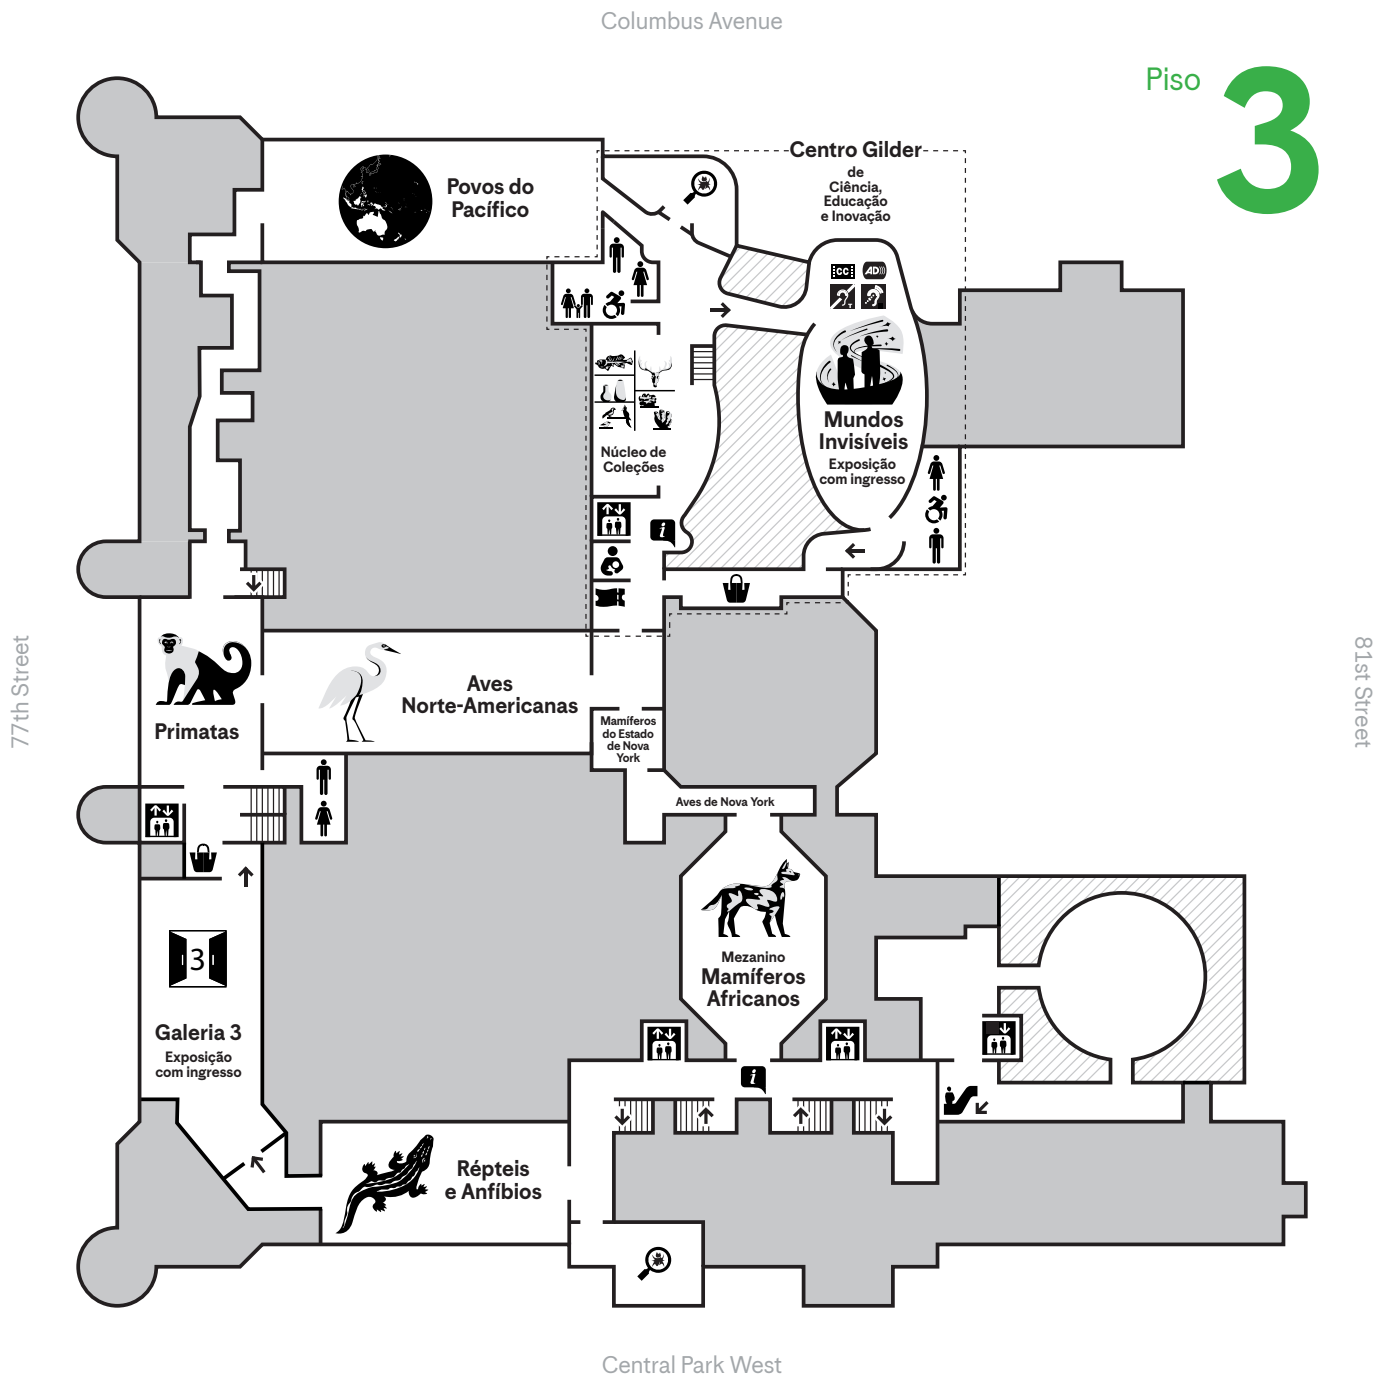 Columbus Avenue
Piso
3
Centro Gilder
de
Ciência,
Educação
e Inovação
Povos do
Pacífico
CC
AD
T
Mundos
Invisíveis
Exposição
com ingresso
Núcleo de
Coleções
i
77th Street
81st Street
Primatas
Aves
Norte-Americanas
Mamíferos
do Estado
de Nova
York
Aves de Nova York
Mezanino
Mamíferos
Africanos
3
Galeria 3
Exposição
com ingresso
i
Répteis
e Anfíbios
Central Park West